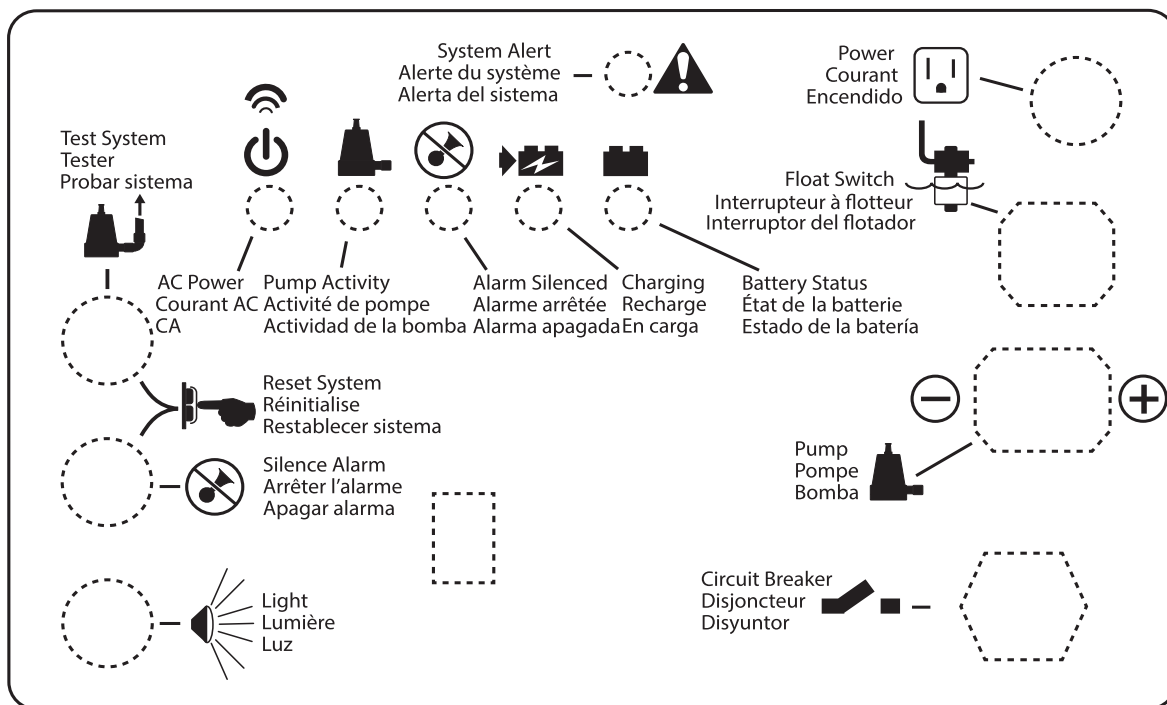 System Alert
Alerte du système
Alerta del sistema
Power
Courant
Encendido
Test System
Tester
Probar sistema
Float Switch
Interrupteur à flotteur
Interruptor del flotador
AC Power
Courant AC
CA
Pump Activity
Activité de pompe
Actividad de la bomba
Alarm Silenced
Alarme arrêtée
Alarma apagada
Charging
Recharge
En carga
Battery Status
État de la batterie
Estado de la batería
Reset System
Réinitialise
Restablecer sistema
Silence Alarm
Arrêter l'alarme
Apagar alarma
Pump
Pompe
Bomba
Light
Lumière
Luz
Circuit Breaker
Disjoncteur
Disyuntor